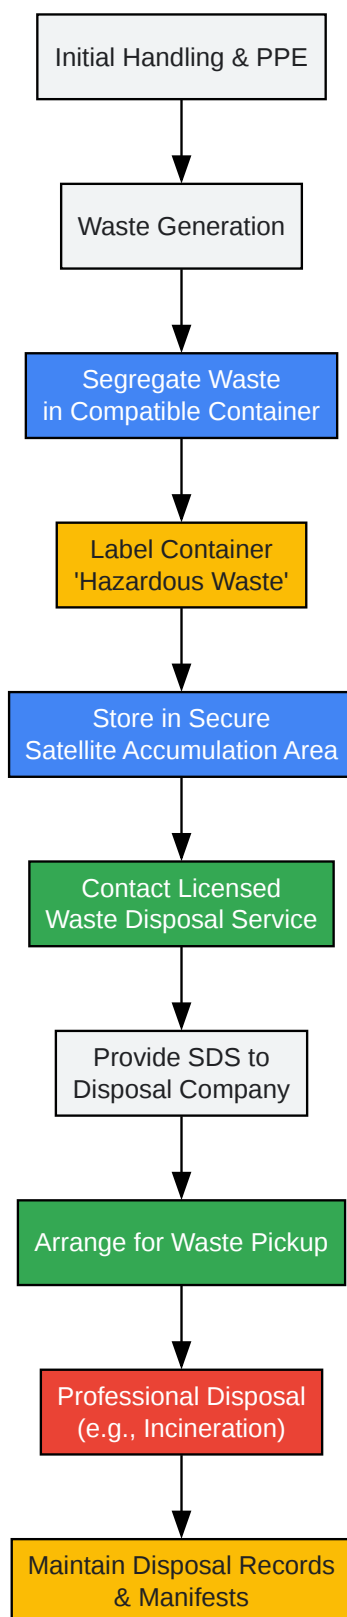 Initial Handling & PPE
Waste Generation
Segregate Waste
in Compatible Container
Label Container
'Hazardous Waste'
Store in Secure
Satellite Accumulation Area
Contact Licensed
Waste Disposal Service
Provide SDS to
Disposal Company
Arrange for Waste Pickup
Professional Disposal
(e.g., Incineration)
Maintain Disposal Records
& Manifests